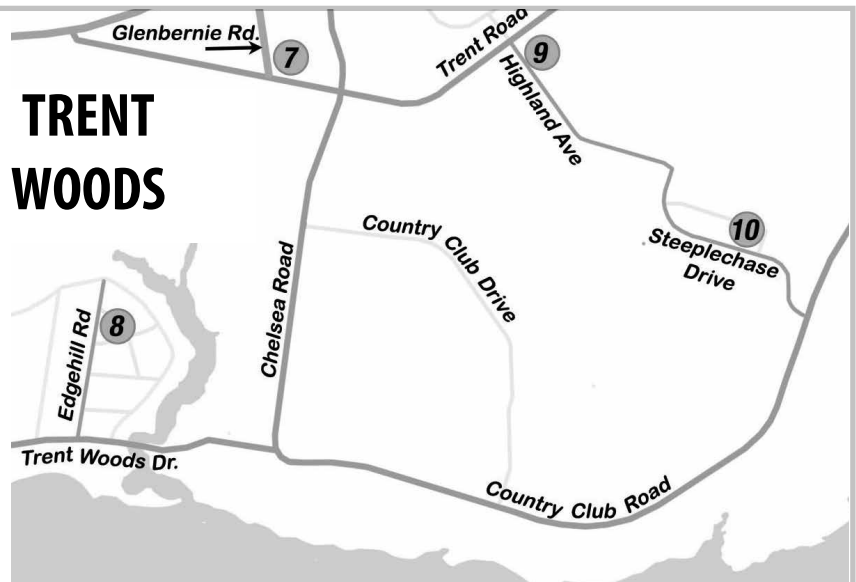 Glenbernie Rd.
7
Trent Road
9
Highland Ave
TRENT
WOODS
10
Steeplechase
Drive
Country Club Drive
Chelsea Road
8
Edgehill Rd
Trent Woods Dr.
Country Club Road